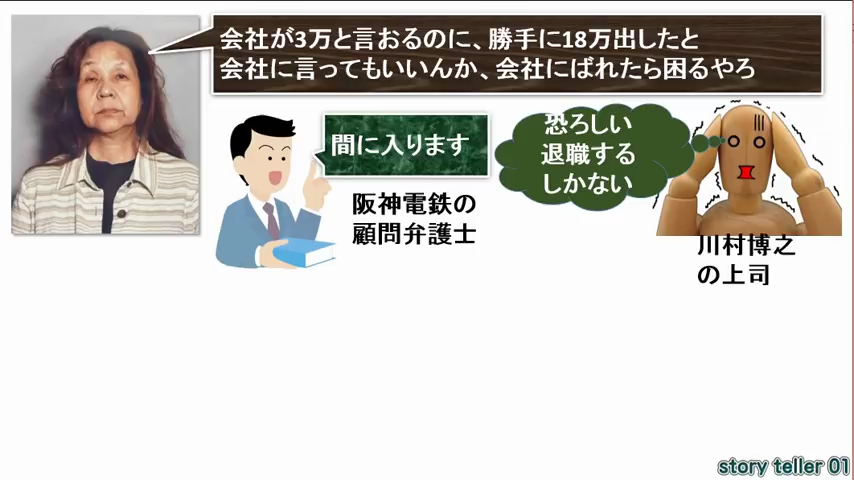 会社が3万と言おるのに、勝手に18万出したと
会社に言ってもいいんか、会社にばれたら困るやろ
間に入ります
阪神電鉄の
顧問弁護士
恐ろしい
退職する
しかない
川村博之
の上司
story teller 01